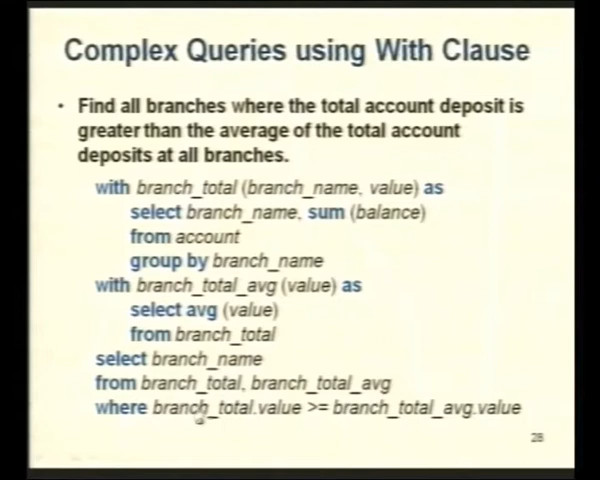 Complex Queries using With Clause
• Find all branches where the total account deposit is
greater than the average of the total account
deposits at all branches.
with branch_total (branch_name, value) as
select branch_name, sum (balance)
from account
group by branch_name
with branch_total_avg (value) as
select avg (value)
from branch_total
select branch_name
from branch_total, branch_total_avg
where branch_total.value >= branch_total_avg.value
28